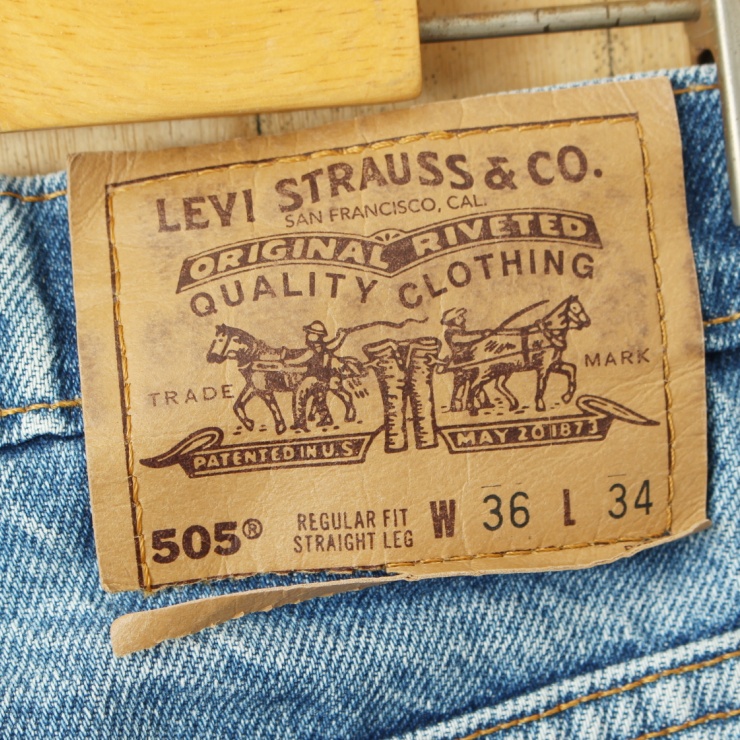 LEVI STRAUSS & CO.
SAN FRANCISCO, CAL.
ORIGINAL RIVETED
QUALITY CLOTHING
TRADE MARK
PATENTED IN U.S. MAY 20 1873
505® REGULAR FIT W 36 L 34
STRAIGHT LEG